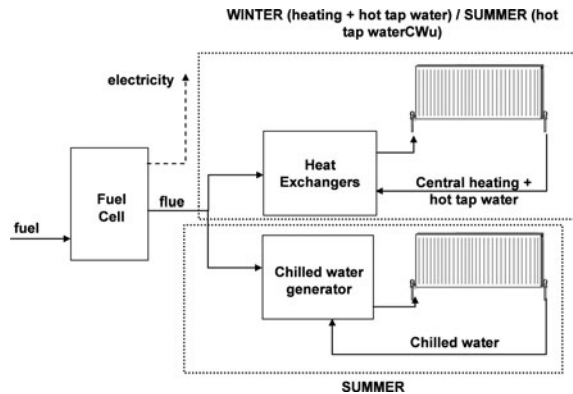 WINTER (heating + hot tap water) / SUMMER (hot
tap waterCWu)
electricity
Heat
Exchangers
Fuel
Cell
Central heating +
hot tap water
flue
fuel
Chilled water
generator
Chilled water
SUMMER